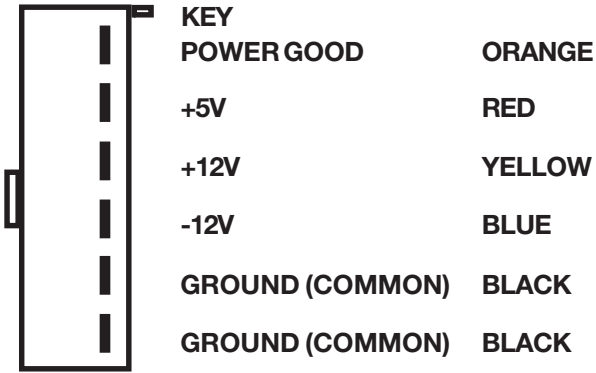 KEY
POWER GOOD ORANGE
+5V RED
+12V YELLOW
-12V BLUE
GROUND (COMMON) BLACK
GROUND (COMMON) BLACK